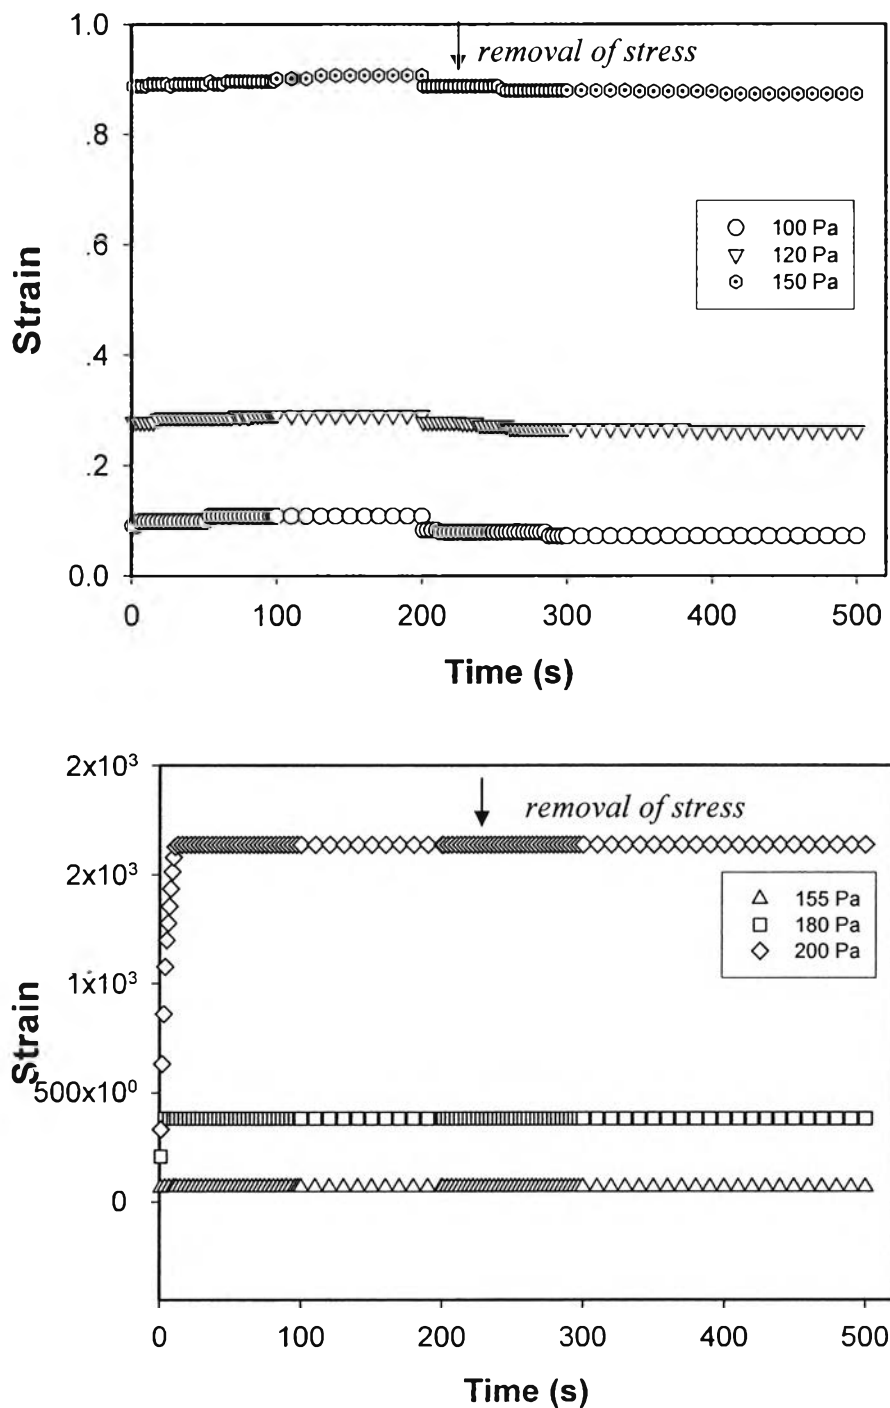 1.0
removal of stress
.8
100 Pa
120 Pa
150 Pa
.6
Strain
.4
.2
0.0
0 100 200 300 400 500
Time (s)
2x10³
removal of stress
2x10³
155 Pa
180 Pa
200 Pa
1x10³
Strain
500x10⁰
0
0 100 200 300 400 500
Time (s)